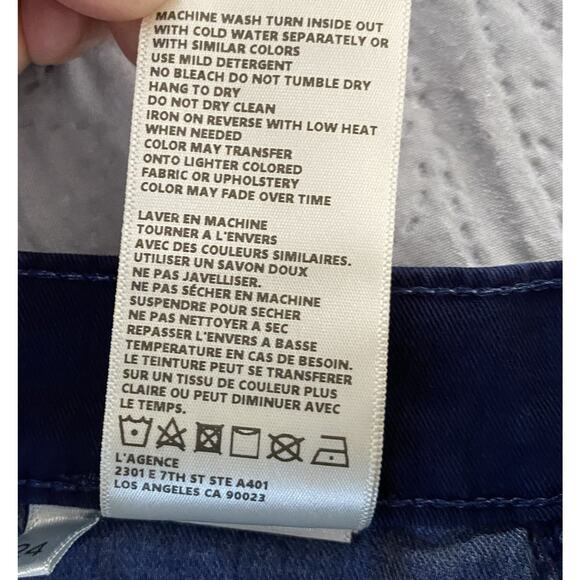 MACHINE WASH TURN INSIDE OUT
WITH COLD WATER SEPARATELY OR
WITH SIMILAR COLORS
USE MILD DETERGENT
NO BLEACH DO NOT TUMBLE DRY
HANG TO DRY
DO NOT DRY CLEAN
IRON ON REVERSE WITH LOW HEAT
WHEN NEEDED
COLOR MAY TRANSFER
ONTO LIGHTER COLORED
FABRIC OR UPHOLSTERY
COLOR MAY FADE OVER TIME
LAVER EN MACHINE
TOURNER A L'ENVERS
AVEC DES COULEURS SIMILAIRES.
UTILISER UN SAVON DOUX
NE PAS JAVELLISER.
NE PAS SÉCHER EN MACHINE
SUSPENDRE POUR SECHER
NE PAS NETTOYER A SEC
REPASSER L'ENVERS A BASSE
TEMPERATURE EN CAS DE BESOIN.
LE TEINTURE PEUT SE TRANSFERER
SUR UN TISSU DE COULEUR PLUS
CLAIRE OU PEUT DIMINUER AVEC
LE TEMPS.
L'AGENCE
2301 E 7TH ST STE A401
LOS ANGELES CA 90023
24